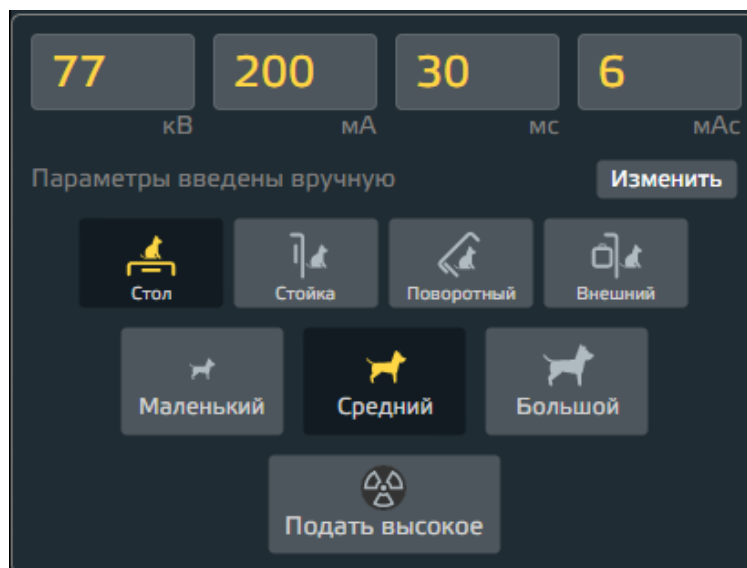 77 200 30 6
кВ мА мс мАс
Параметры введены вручную Изменить
Стол Стойка Поворотный Внешний
Маленький Средний Большой
Подать высокое